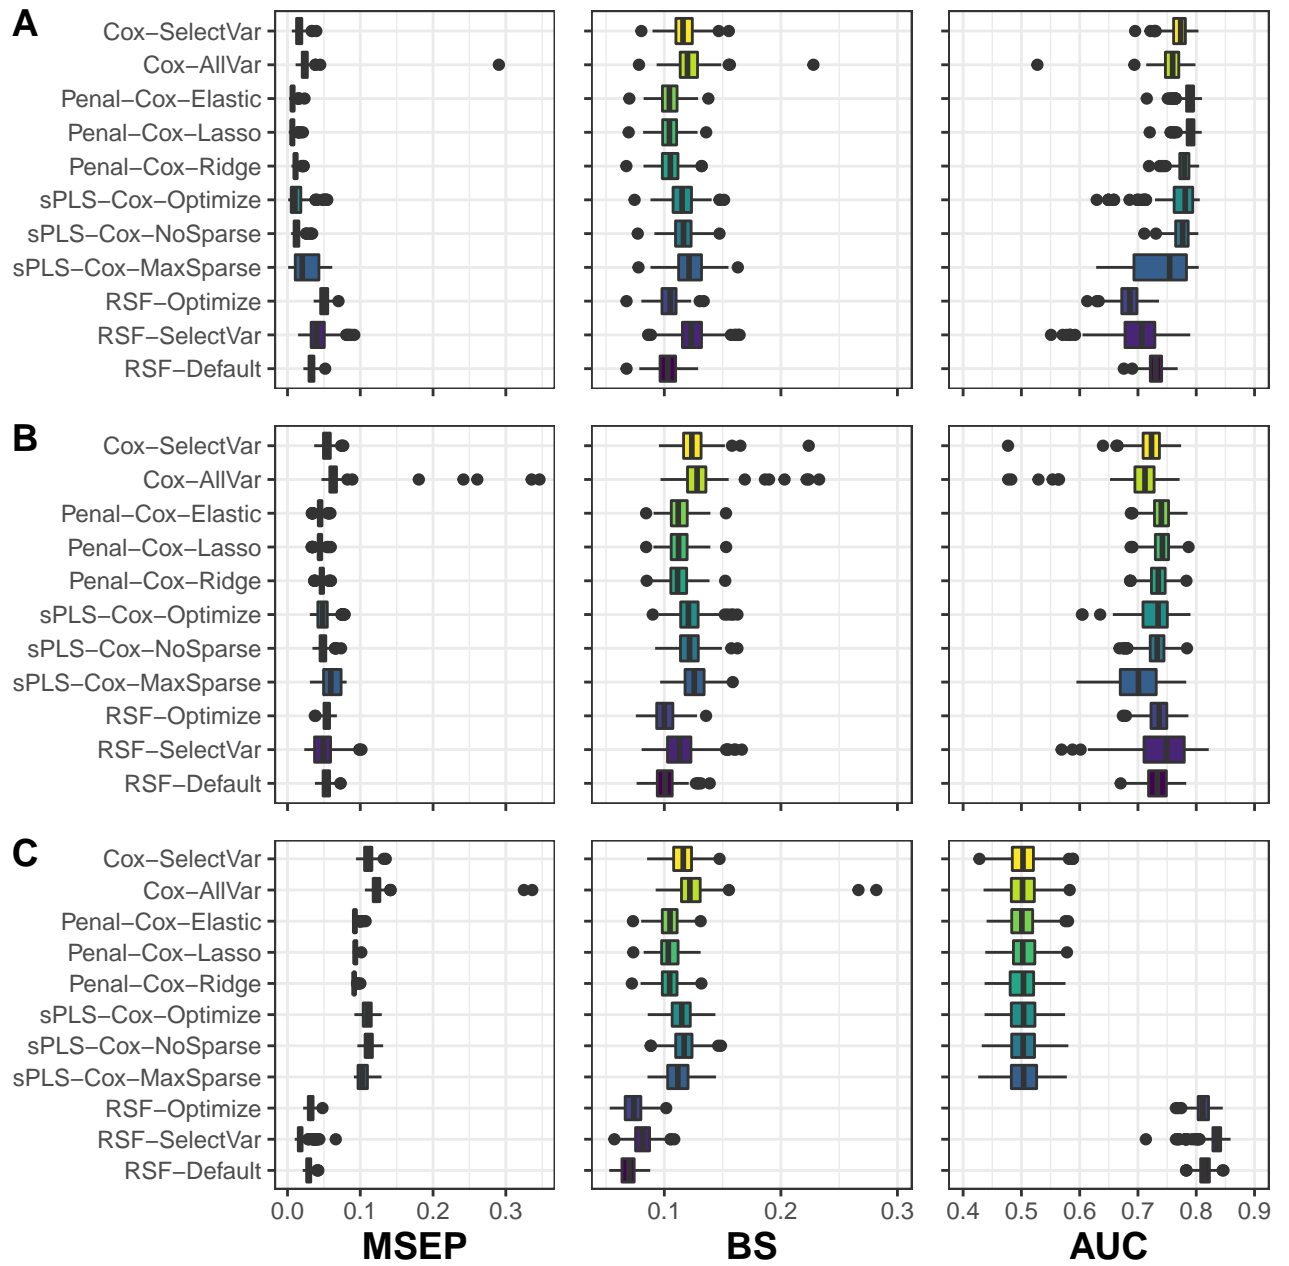 A
Cox−SelectVar
Cox−AllVar
Penal−Cox−Elastic
Penal−Cox−Lasso
Penal−Cox−Ridge
sPLS−Cox−Optimize
sPLS−Cox−NoSparse
sPLS−Cox−MaxSparse
RSF−Optimize
RSF−SelectVar
RSF−Default
B
Cox−SelectVar
Cox−AllVar
Penal−Cox−Elastic
Penal−Cox−Lasso
Penal−Cox−Ridge
sPLS−Cox−Optimize
sPLS−Cox−NoSparse
sPLS−Cox−MaxSparse
RSF−Optimize
RSF−SelectVar
RSF−Default
C
Cox−SelectVar
Cox−AllVar
Penal−Cox−Elastic
Penal−Cox−Lasso
Penal−Cox−Ridge
sPLS−Cox−Optimize
sPLS−Cox−NoSparse
sPLS−Cox−MaxSparse
RSF−Optimize
RSF−SelectVar
RSF−Default
0.0 0.1 0.2 0.3 0.1 0.2 0.3 0.4 0.5 0.6 0.7 0.8 0.9
MSEP BS AUC